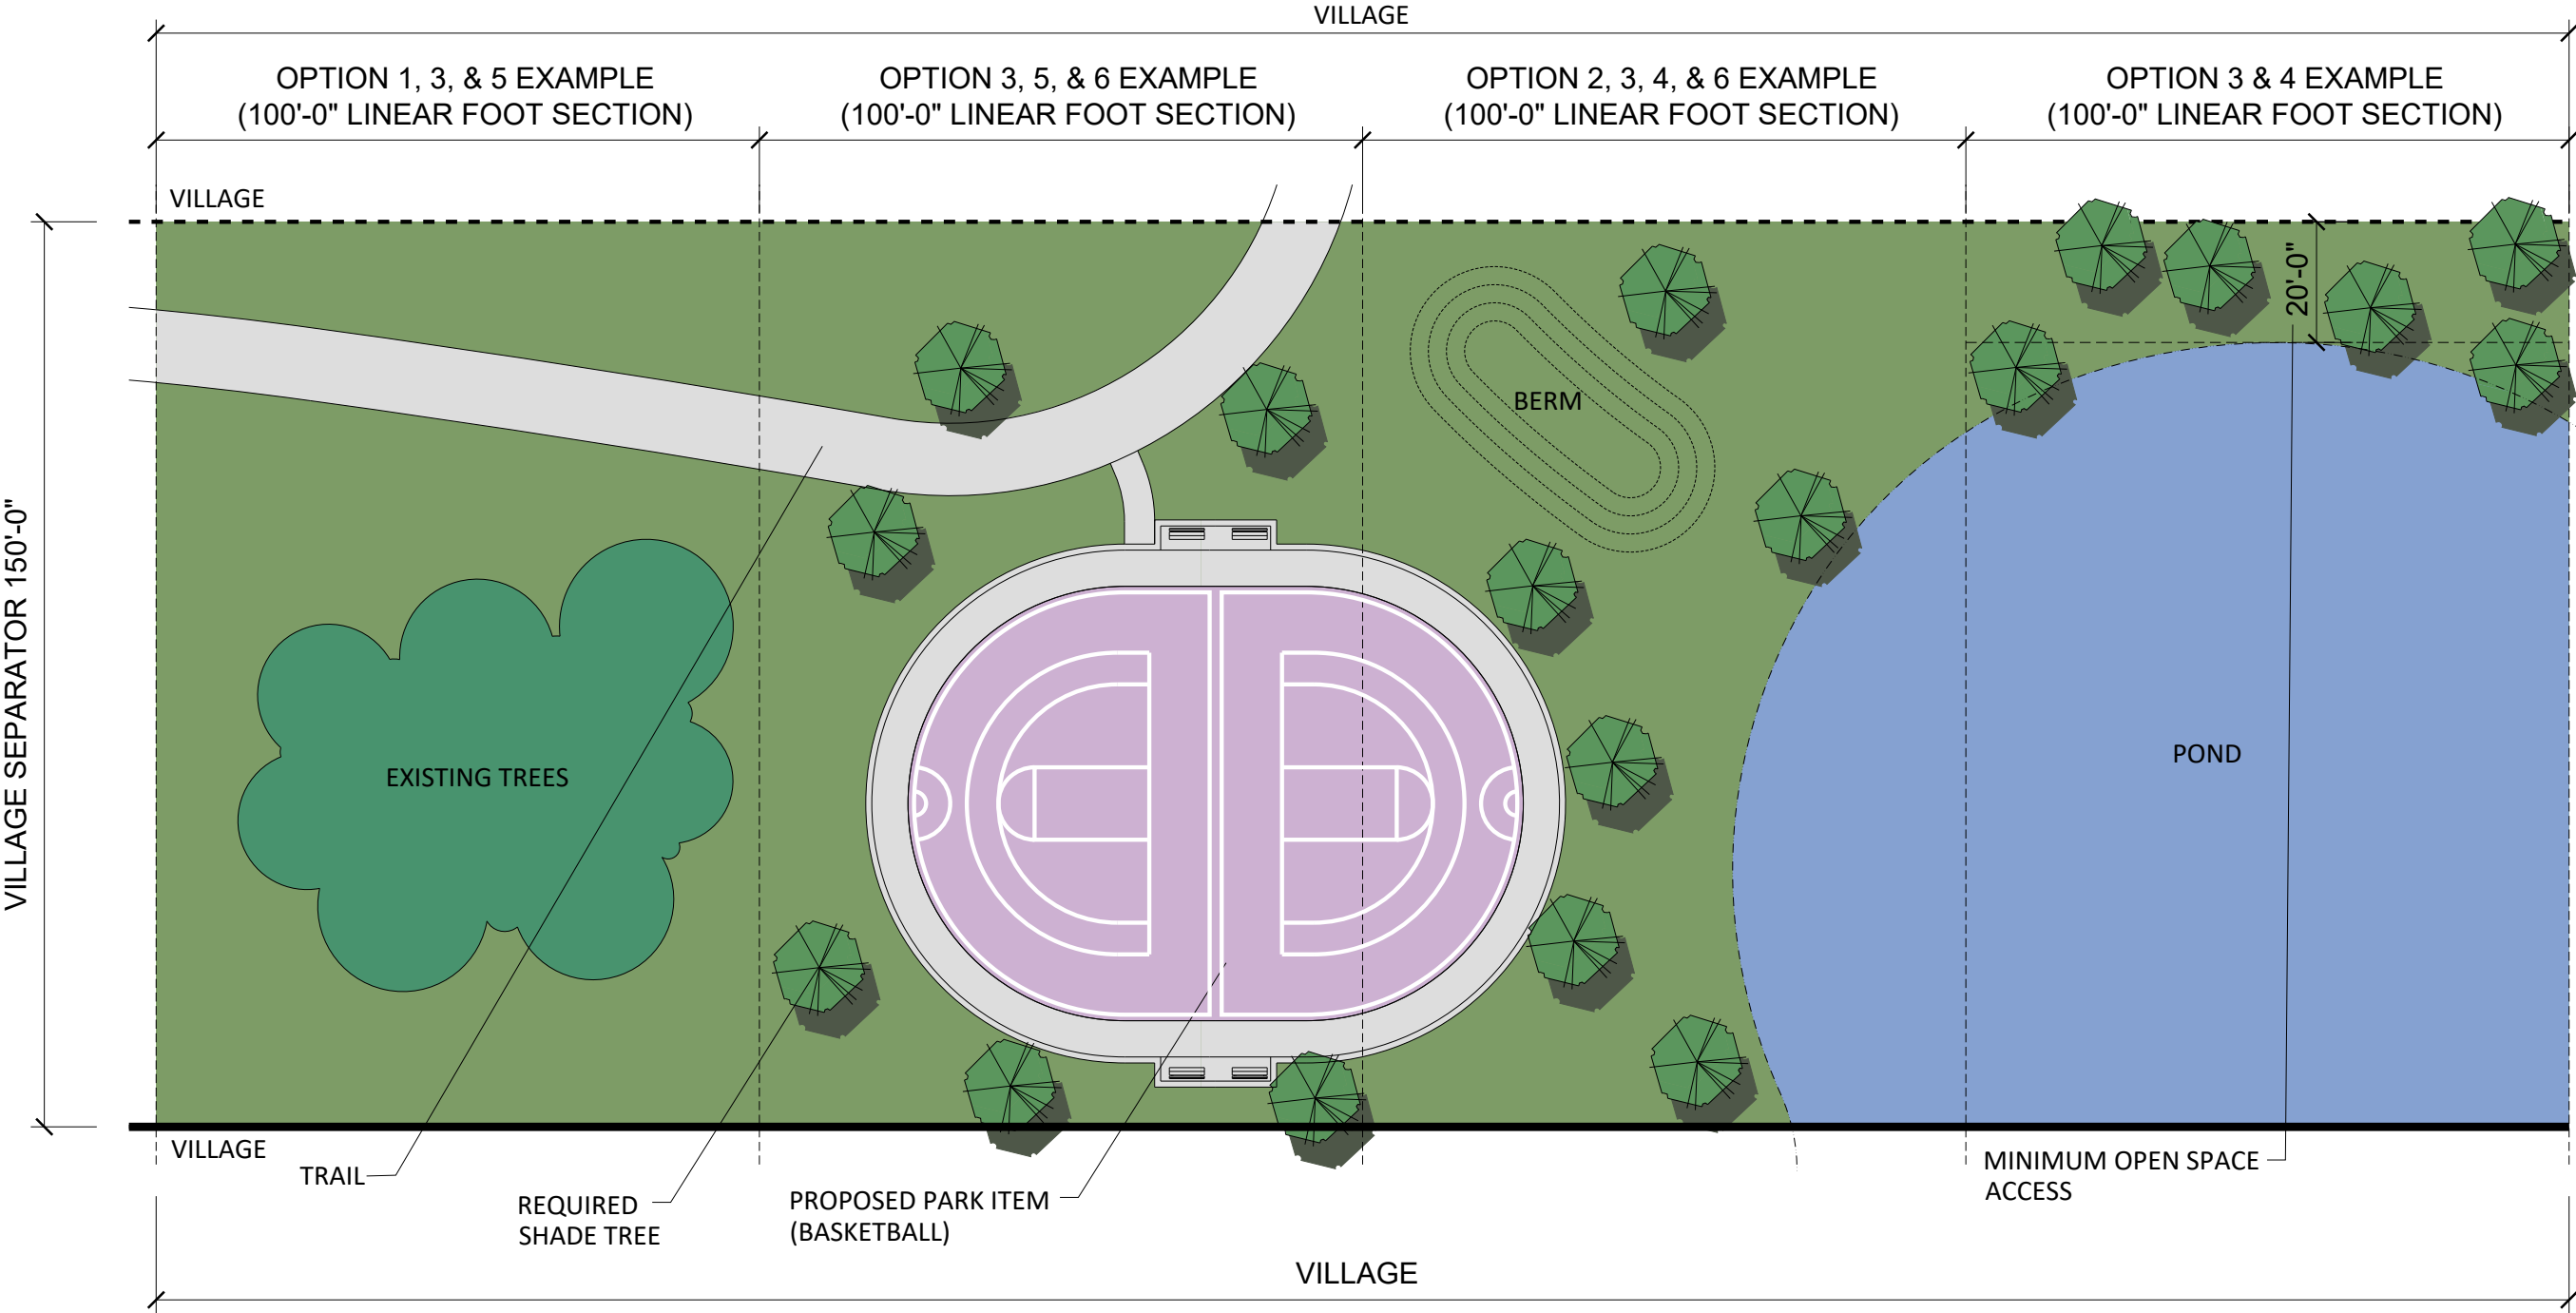 VILLAGE
OPTION 1, 3, & 5 EXAMPLE
(100'-0" LINEAR FOOT SECTION)
OPTION 3, 5, & 6 EXAMPLE
(100'-0" LINEAR FOOT SECTION)
OPTION 2, 3, 4, & 6 EXAMPLE
(100'-0" LINEAR FOOT SECTION)
OPTION 3 & 4 EXAMPLE
(100'-0" LINEAR FOOT SECTION)
VILLAGE
20'-0"
BERM
VILLAGE SEPARATOR 150'-0"
EXISTING TREES
POND
VILLAGE
TRAIL
REQUIRED
SHADE TREE
PROPOSED PARK ITEM
(BASKETBALL)
MINIMUM OPEN SPACE
ACCESS
VILLAGE